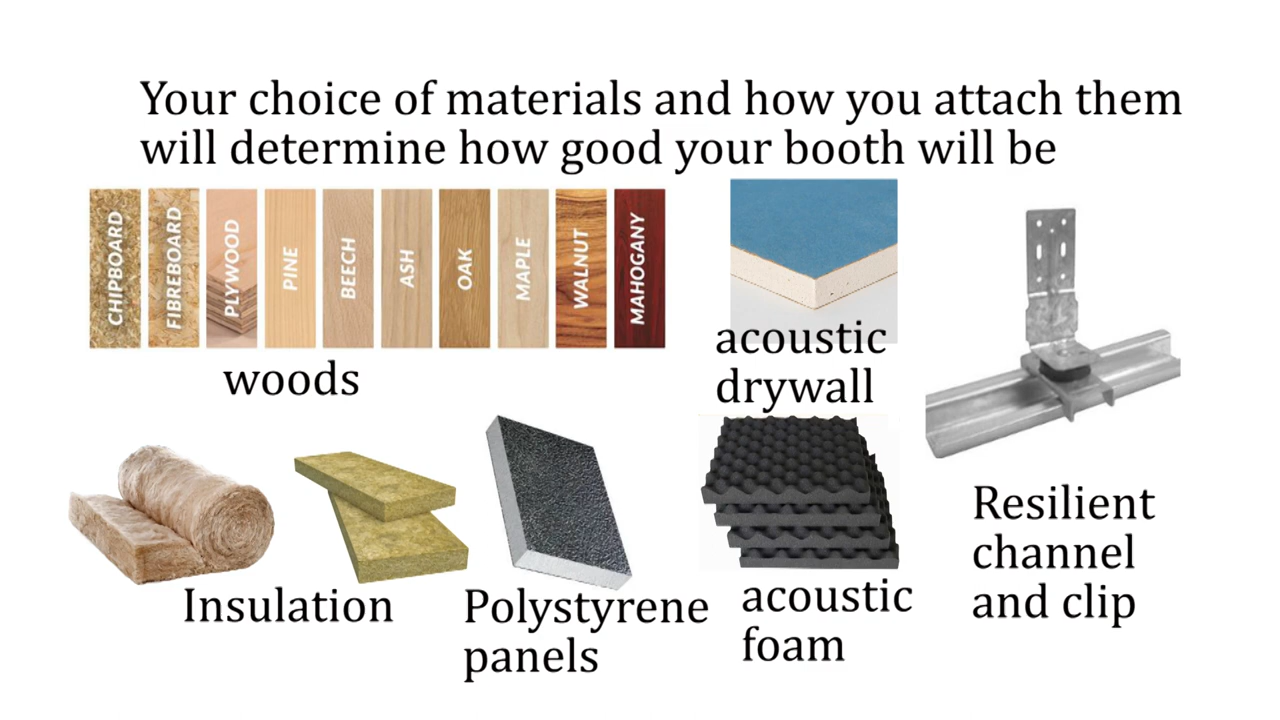 Your choice of materials and how you attach them
will determine how good your booth will be
CHIPBOARD
FIBREBOARD
PLYWOOD
PINE
BEECH
ASH
OAK
MAPLE
WALNUT
MAHOGANY
woods
acoustic
drywall
Insulation
Polystyrene
panels
acoustic
foam
Resilient
channel
and clip